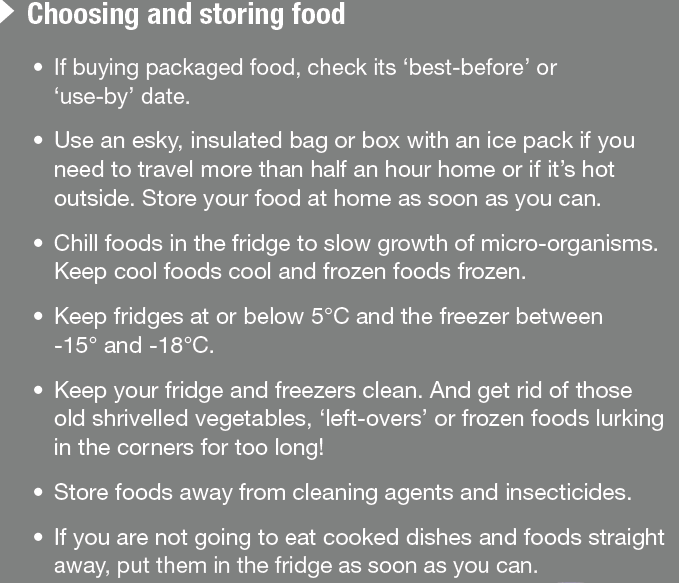 Choosing and storing food
• If buying packaged food, check its ‘best-before’ or
‘use-by’ date.
• Use an esky, insulated bag or box with an ice pack if you
need to travel more than half an hour home or if it’s hot
outside. Store your food at home as soon as you can.
• Chill foods in the fridge to slow growth of micro-organisms.
Keep cool foods cool and frozen foods frozen.
• Keep fridges at or below 5°C and the freezer between
-15° and -18°C.
• Keep your fridge and freezers clean. And get rid of those
old shrivelled vegetables, ‘left-overs’ or frozen foods lurking
in the corners for too long!
• Store foods away from cleaning agents and insecticides.
• If you are not going to eat cooked dishes and foods straight
away, put them in the fridge as soon as you can.